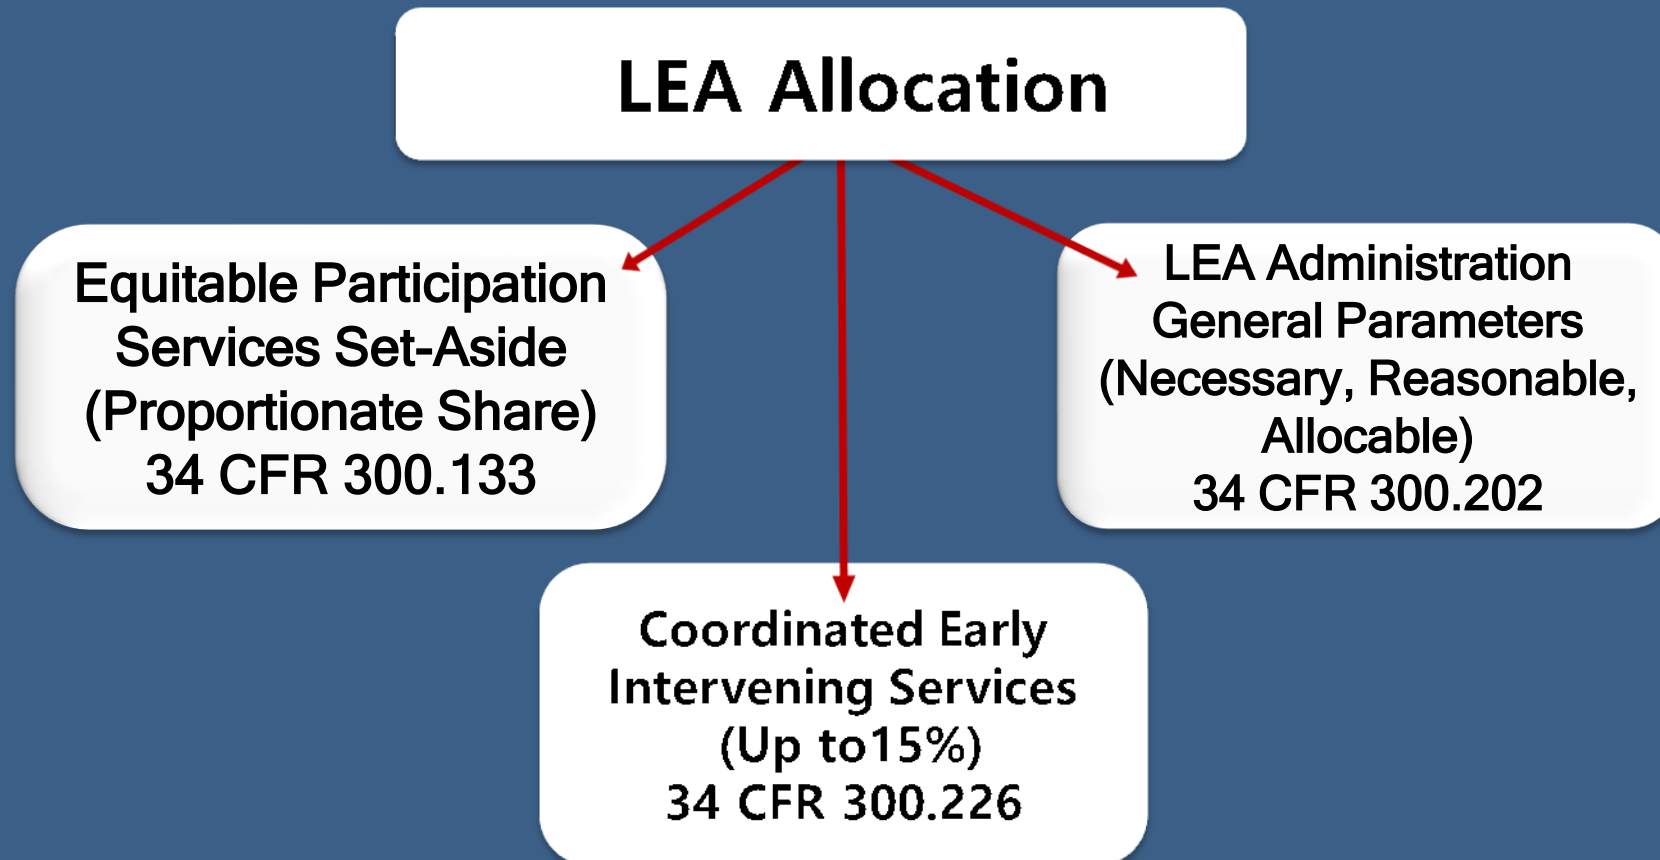 LEA Allocation
Equitable Participation
Services Set-Aside
(Proportionate Share)
34 CFR 300.133
LEA Administration
General Parameters
(Necessary, Reasonable,
Allocable)
34 CFR 300.202
Coordinated Early
Intervening Services
(Up to15%)
34 CFR 300.226